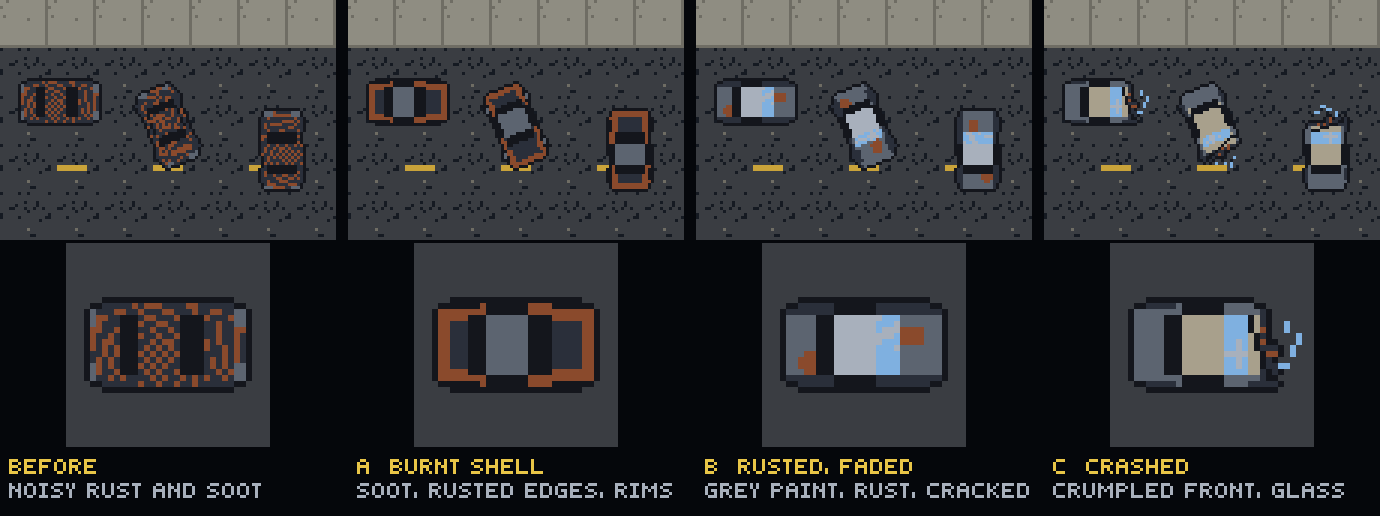 BEFORE
NOISY RUST AND SOOT
A BURNT SHELL
SOOT, RUSTED EDGES, RIMS
B RUSTED, FADED
GREY PAINT, RUST, CRACKED
C CRASHED
CRUMPLED FRONT, GLASS